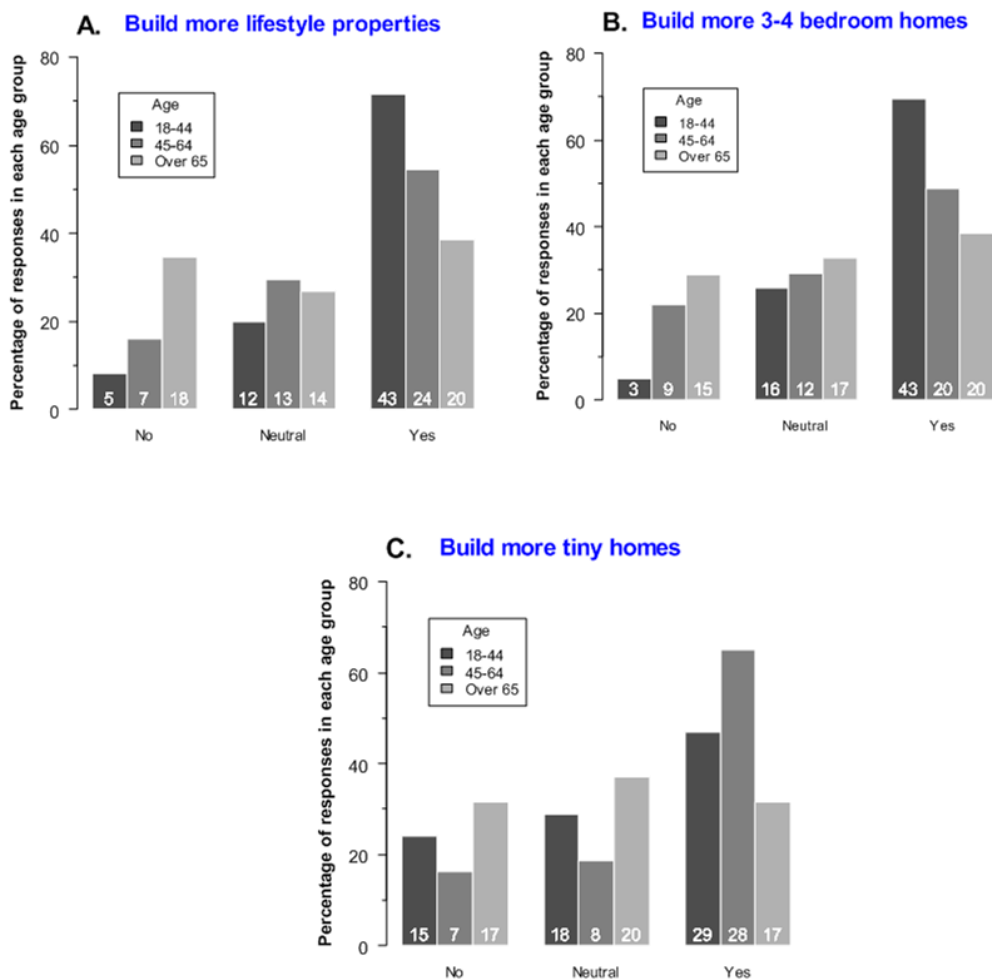 A. Build more lifestyle properties
Percentage of responses in each age group
80
60
40
20
0
Age
18-44
45-64
Over 65
5 7 18 12 13 14 43 24 20
No Neutral Yes
B. Build more 3-4 bedroom homes
Percentage of responses in each age group
80
60
40
20
0
Age
18-44
45-64
Over 65
3 9 15 16 12 17 43 20 20
No Neutral Yes
C. Build more tiny homes
Percentage of responses in each age group
80
60
40
20
0
Age
18-44
45-64
Over 65
15 7 17 18 8 20 29 28 17
No Neutral Yes